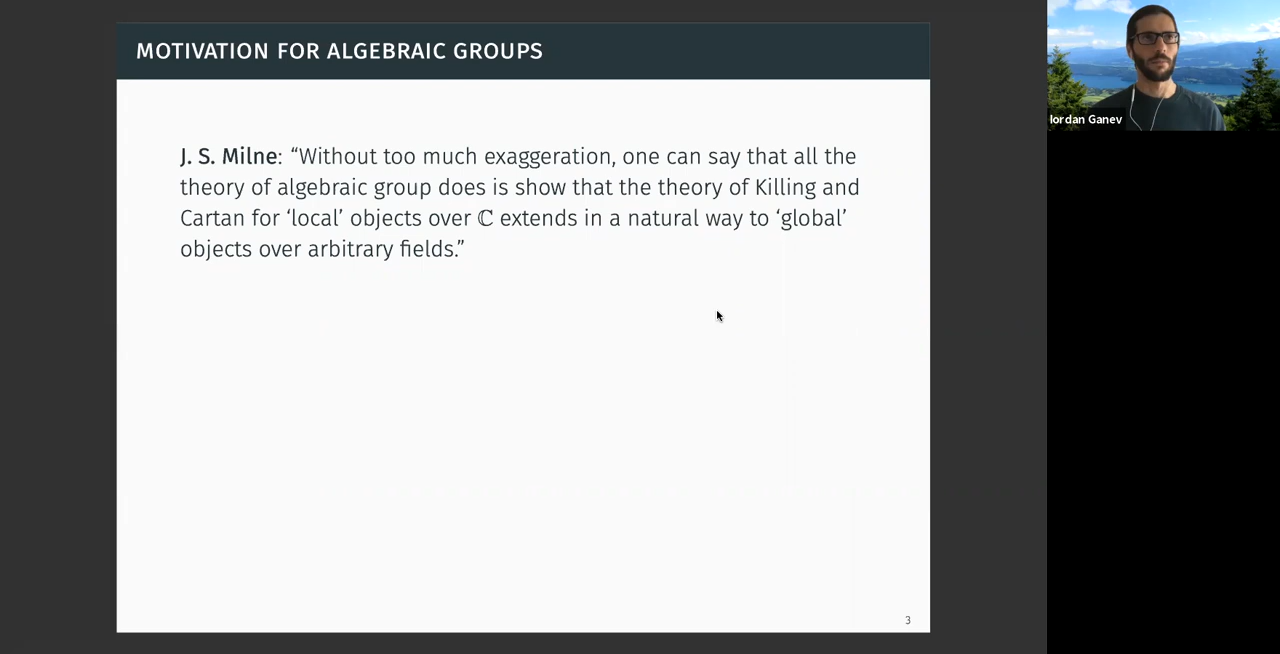 MOTIVATION FOR ALGEBRAIC GROUPS
J. S. Milne: “Without too much exaggeration, one can say that all the
theory of algebraic group does is show that the theory of Killing and
Cartan for ‘local’ objects over ℂ extends in a natural way to ‘global’
objects over arbitrary fields.”
3
Iordan Ganev